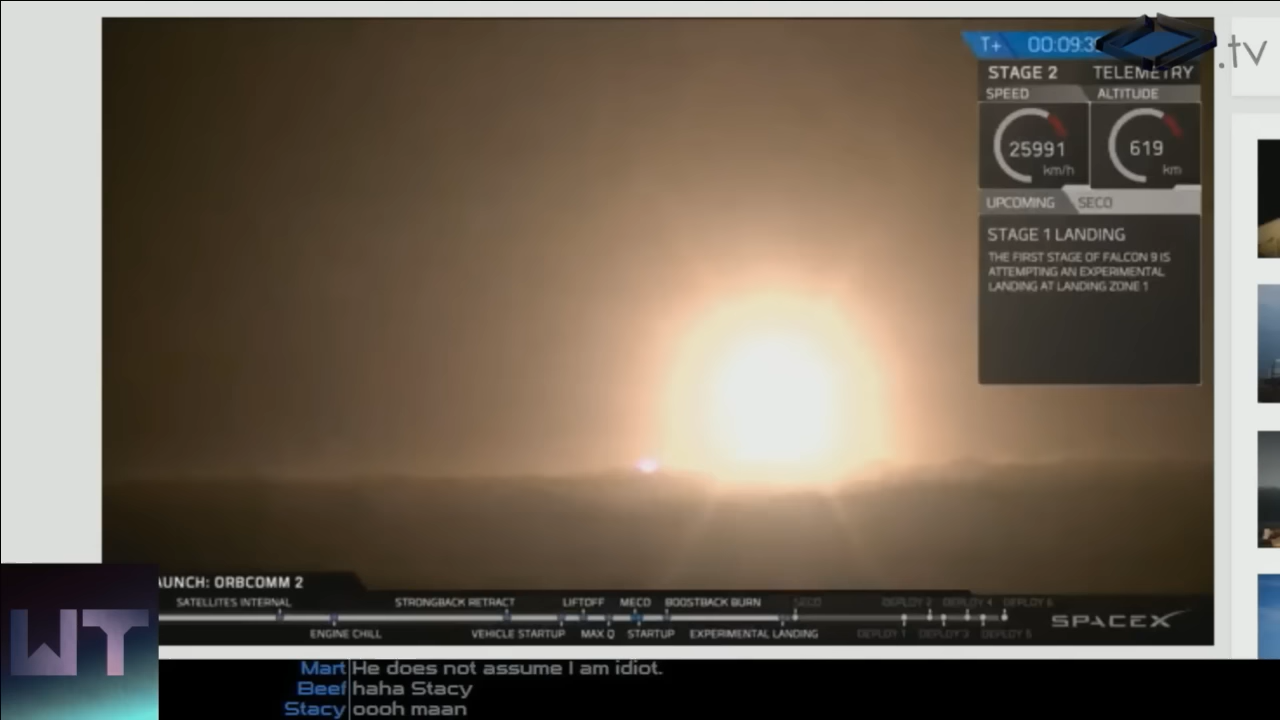 T+ 00:09:3
.tv
STAGE 2 TELEMETRY
SPEED ALTITUDE
25991 619
km/h km
UPCOMING SECO
STAGE 1 LANDING
THE FIRST STAGE OF FALCON 9 IS
ATTEMPTING AN EXPERIMENTAL
LANDING AT LANDING ZONE 1
AUNCH: ORBCOMM 2
SATELLITES INTERNAL STRONGBACK RETRACT LIFTOFF MECO BOOSTBACK BURN SECO DEPLOY 2 DEPLOY 4 DEPLOY 6
SPACEX
ENGINE CHILL VEHICLE STARTUP MAX Q STARTUP EXPERIMENTAL LANDING DEPLOY 1 DEPLOY 3 DEPLOY 5
WT
Mart He does not assume I am idiot.
Beef haha Stacy
Stacy oooh maan